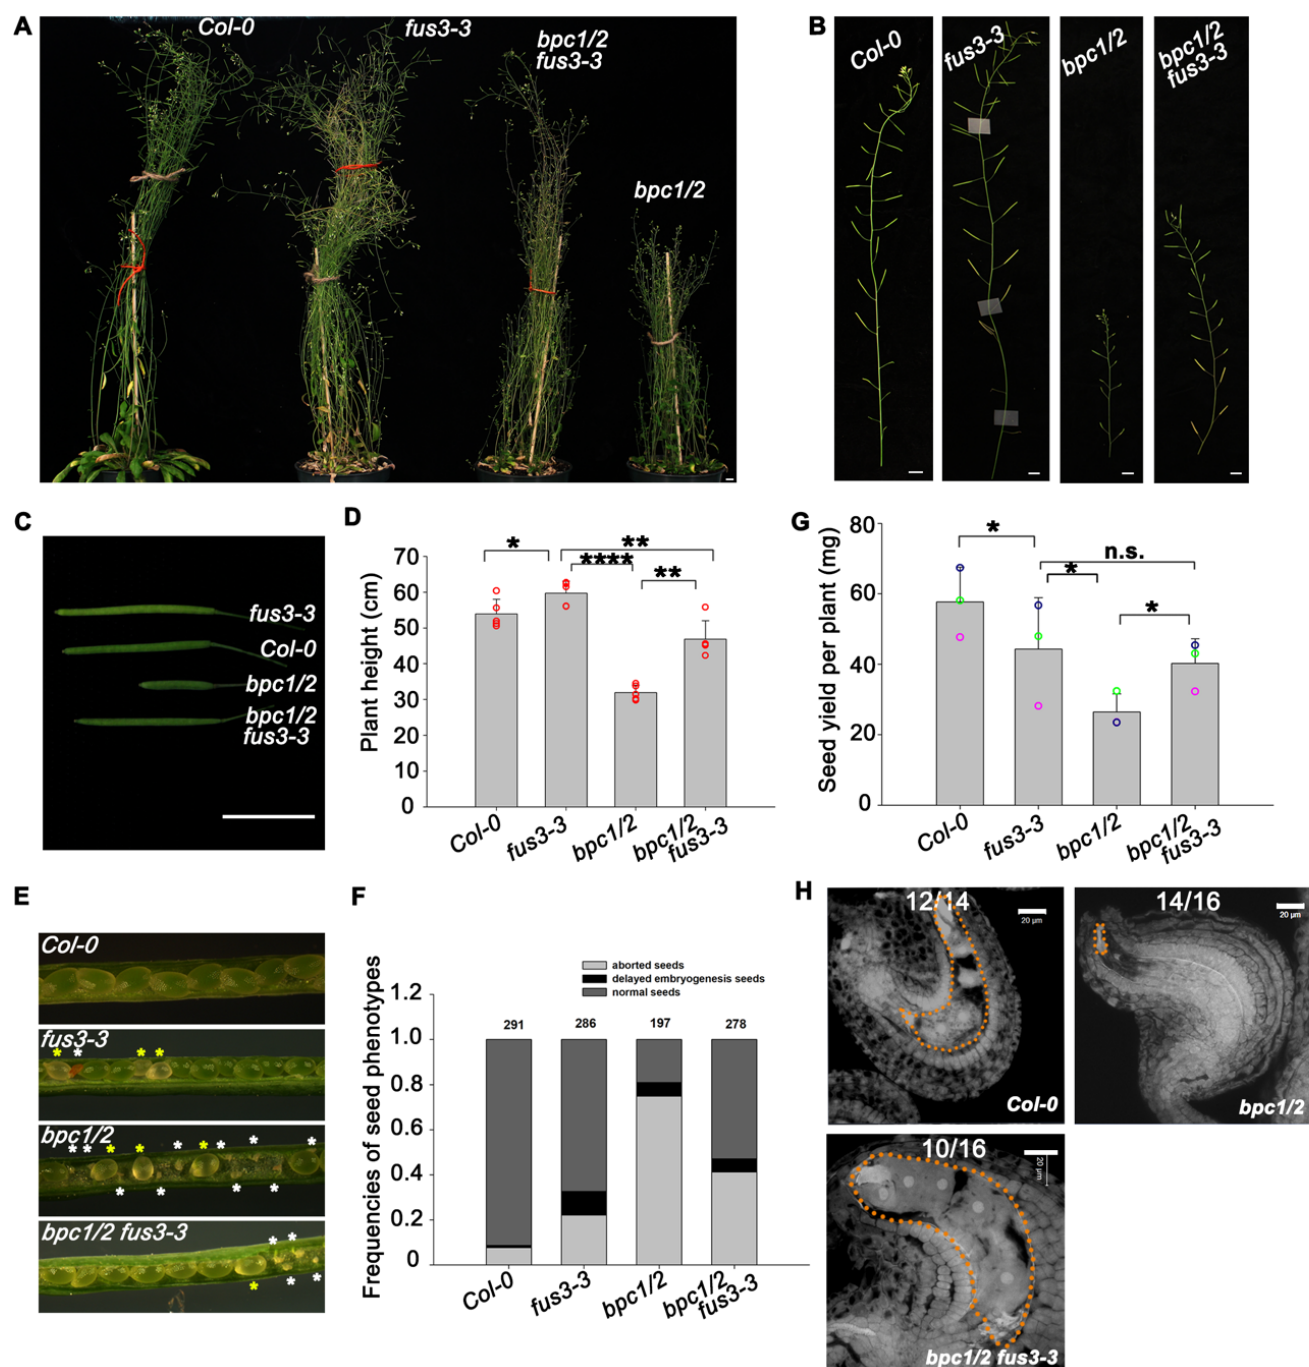 A
Col-0
fus3-3
bpc1/2
fus3-3
bpc1/2
B
Col-0
fus3-3
bpc1/2
bpc1/2
fus3-3
C
fus3-3
Col-0
bpc1/2
bpc1/2
fus3-3
D
Plant height (cm)
70
60
50
40
30
20
10
0
*
**
****
**
Col-0
fus3-3
bpc1/2
bpc1/2
fus3-3
G
Seed yield per plant (mg)
80
60
40
20
0
*
n.s.
*
*
Col-0
fus3-3
bpc1/2
bpc1/2
fus3-3
E
Col-0
fus3-3
* * * *
bpc1/2
* * * * * * * * *
* * * *
bpc1/2 fus3-3
* *
* * *
F
aborted seeds
delayed embryogenesis seeds
normal seeds
Frequencies of seed phenotypes
1.2
1.0
0.8
0.6
0.4
0.2
0
291
286
197
278
Col-0
fus3-3
bpc1/2
bpc1/2
fus3-3
H
12/14
20 µm
Col-0
14/16
20 µm
bpc1/2
10/16
20 µm
bpc1/2 fus3-3